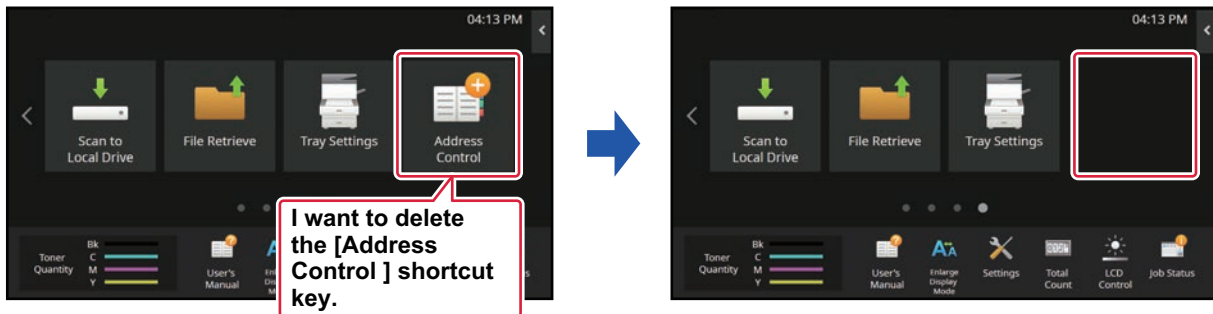 04:13 PM
Scan to
Local Drive
File Retrieve
Tray Settings
Address
Control
I want to delete
the [Address
Control ] shortcut
key.
Toner
Quantity
Bk
C
M
Y
User's
Manual
04:13 PM
Scan to
Local Drive
File Retrieve
Tray Settings
Toner
Quantity
Bk
C
M
Y
User's
Manual
Enlarge
Display
Mode
Settings
Total
Count
LCD
Control
Job Status